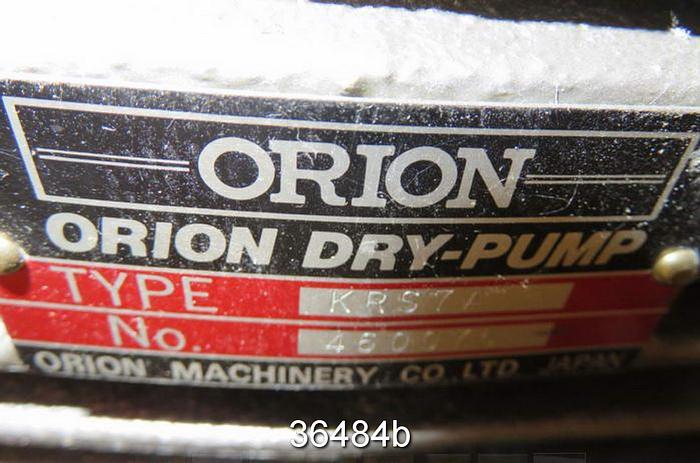 ORION
ORION DRY-PUMP
TYPE
No.
ORION MACHINERY CO. LTD JAPAN
36484b